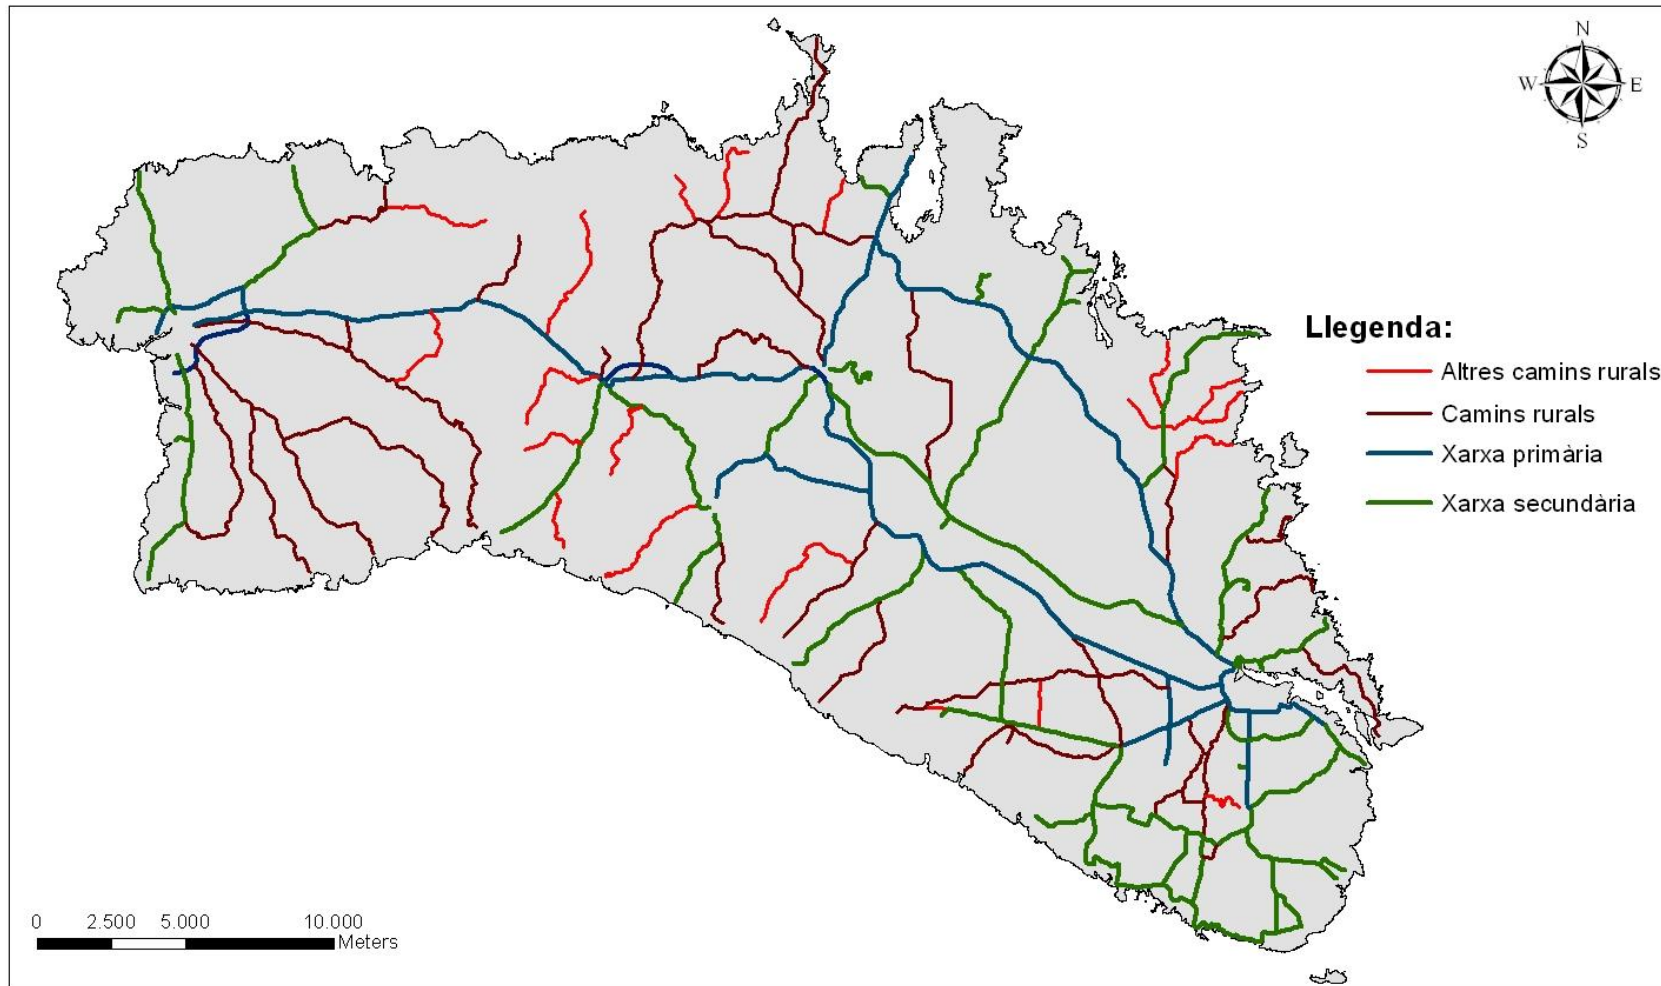 N
W E
S
Llegenda:
Altres camins rurals
Camins rurals
Xarxa primària
Xarxa secundària
0 2.500 5.000 10.000
Meters